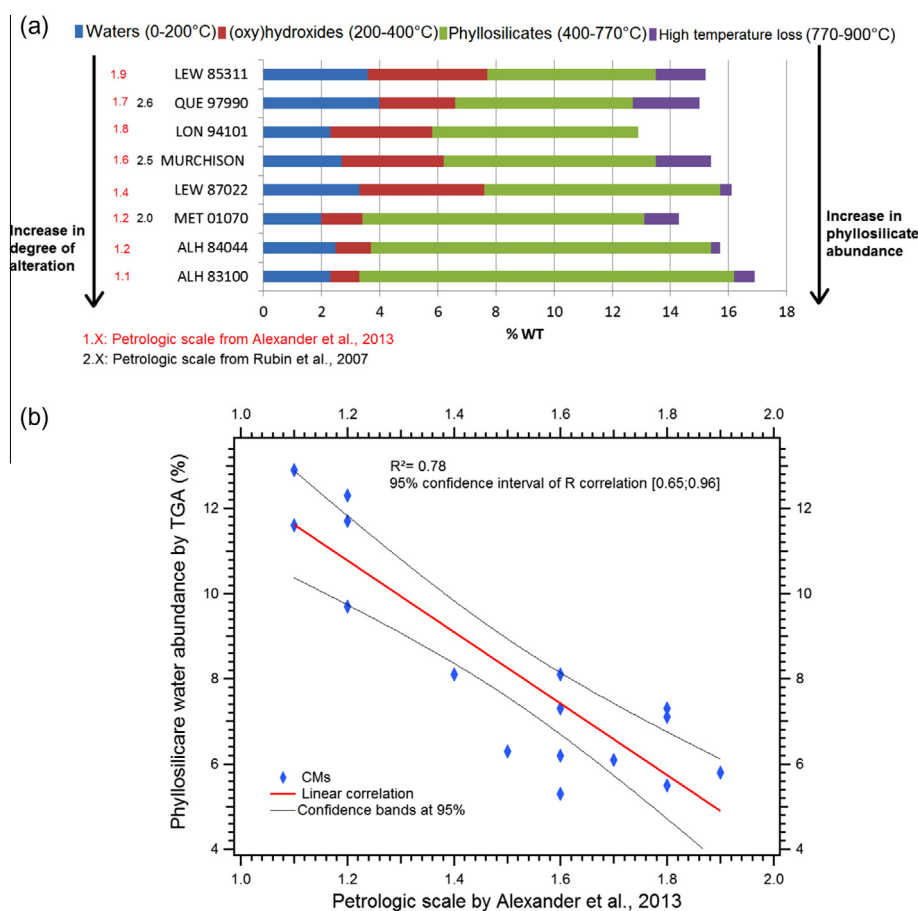 (a)
Waters (0-200°C) (oxy)hydroxides (200-400°C) Phyllosilicates (400-770°C) High temperature loss (770-900°C)
1.9 LEW 85311
1.7 2.6 QUE 97990
1.8 LON 94101
1.6 2.5 MURCHISON
1.4 LEW 87022
1.2 2.0 MET 01070
1.2 ALH 84044
1.1 ALH 83100
Increase in
degree of
alteration
Increase in
phyllosilicate
abundance
0 2 4 6 8 10 12 14 16 18
% WT
1.X: Petrologic scale from Alexander et al., 2013
2.X: Petrologic scale from Rubin et al., 2007
(b)
1.0 1.2 1.4 1.6 1.8 2.0
R²= 0.78
95% confidence interval of R correlation [0.65;0.96]
Phyllosilicare water abundance by TGA (%)
12 12
10 10
8 8
6 6
4 4
CMs
Linear correlation
Confidence bands at 95%
1.0 1.2 1.4 1.6 1.8 2.0
Petrologic scale by Alexander et al., 2013